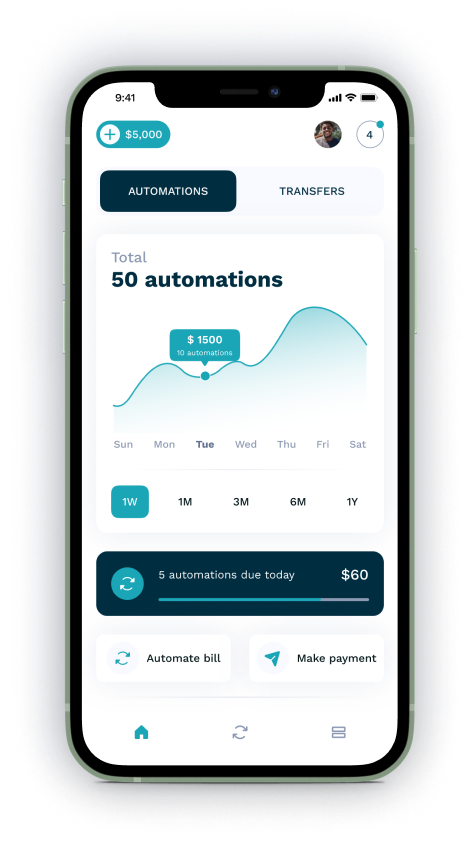 9:41
$5,000
4
AUTOMATIONS TRANSFERS
Total
50 automations
$ 1500
10 automations
Sun Mon Tue Wed Thu Fri Sat
1W 1M 3M 6M 1Y
5 automations due today $60
Automate bill Make payment